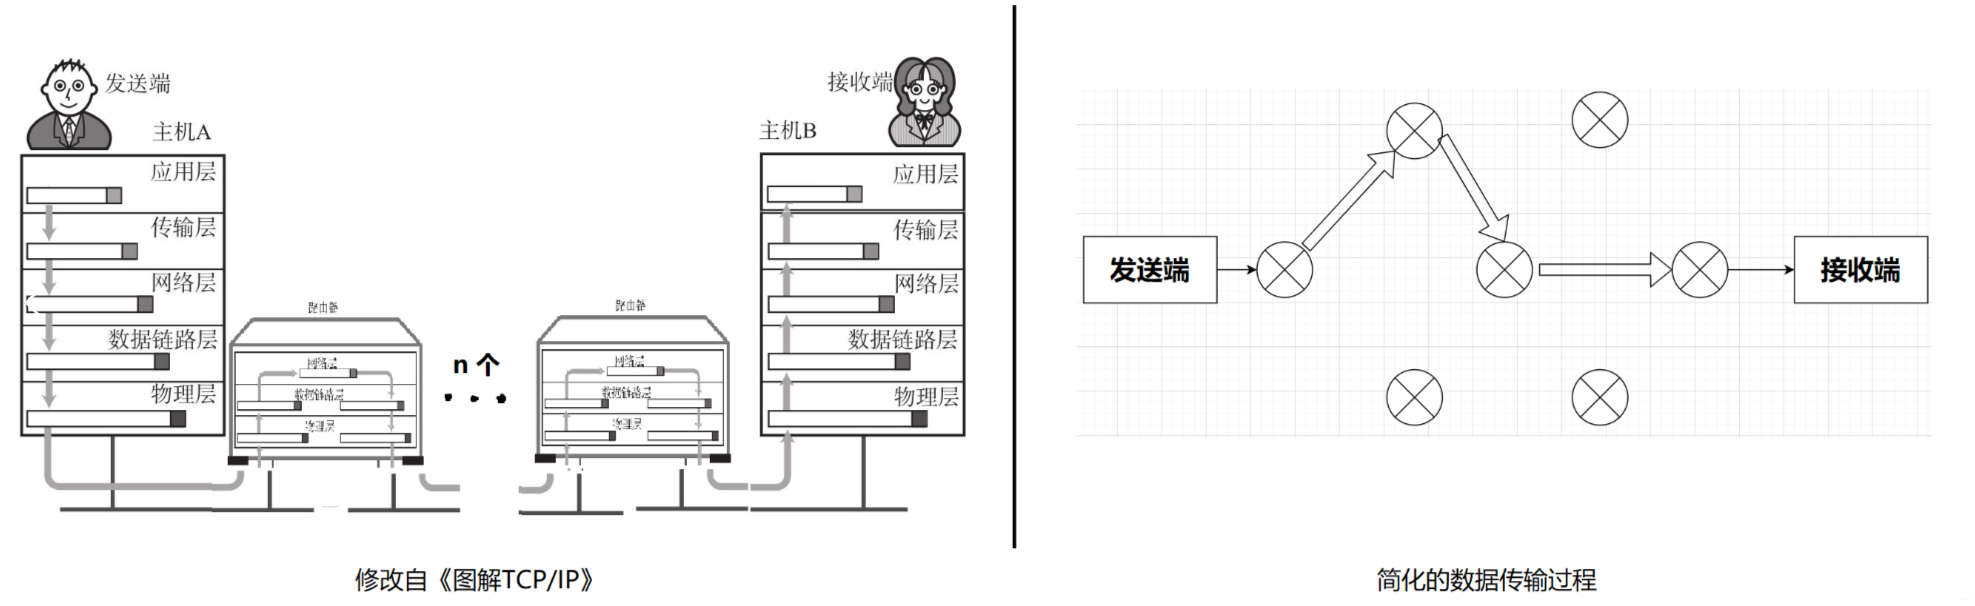 发送端
主机A
应用层
传输层
网络层
数据链路层
物理层
路由器
网络层
数据链路层
物理层
n 个
路由器
网络层
数据链路层
物理层
接收端
主机B
应用层
传输层
网络层
数据链路层
物理层
修改自《图解TCP/IP》
发送端
接收端
简化的数据传输过程